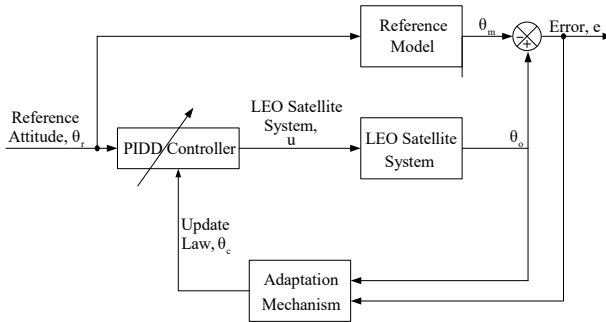 Reference
Model
θm
Error, e
− 
+
Reference
Attitude, θr
PIDD Controller
LEO Satellite
System,
u
LEO Satellite
System
θo
Update
Law, θc
Adaptation
Mechanism